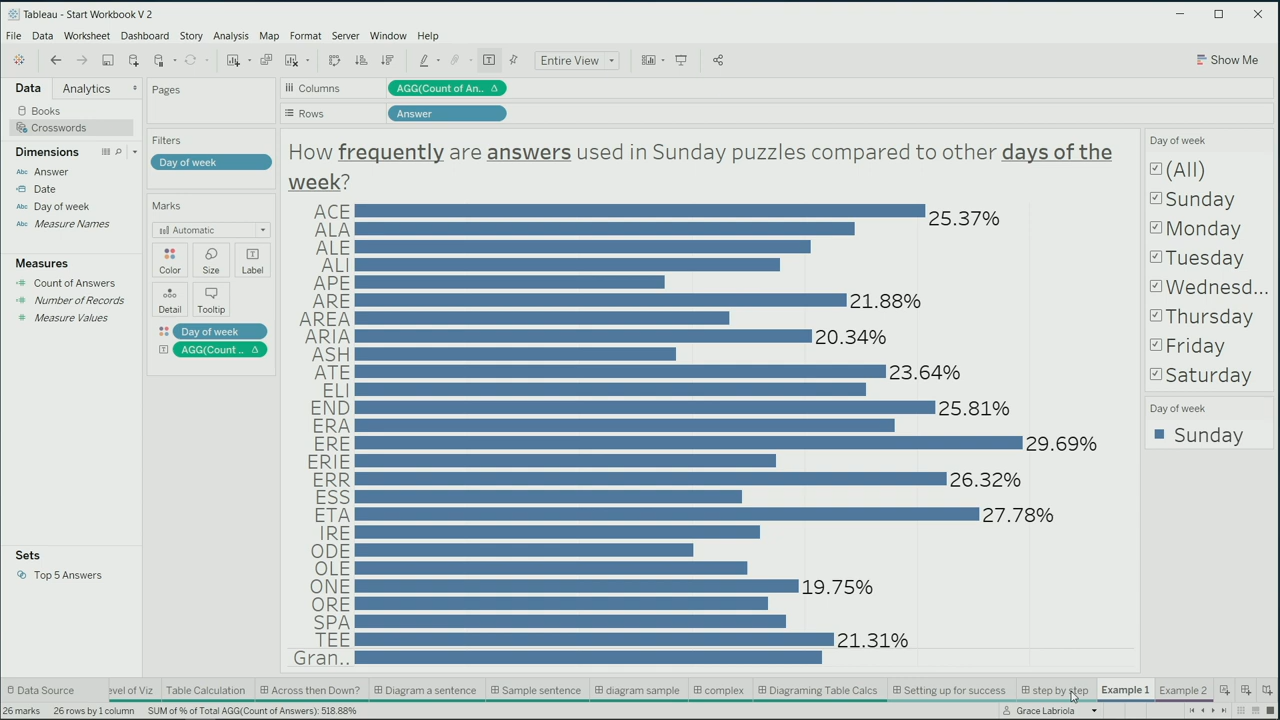 Tableau - Start Workbook V 2
File Data Worksheet Dashboard Story Analysis Map Format Server Window Help
Entire View
Show Me
Data Analytics
Books
Crosswords
Dimensions
Answer
Date
Day of week
Measure Names
Measures
Count of Answers
Number of Records
Measure Values
Sets
Top 5 Answers
Pages
Filters
Day of week
Marks
Automatic
Color Size Label
Detail Tooltip
Day of week
AGG(Count ..
Columns AGG(Count of An..
Rows Answer
How frequently are answers used in Sunday puzzles compared to other days of the
week?
ACE 25.37%
ALA
ALE
ALI
APE
ARE 21.88%
AREA
ARIA 20.34%
ASH
ATE 23.64%
ELI
END 25.81%
ERA
ERE 29.69%
ERIE
ERR 26.32%
ESS
ETA 27.78%
IRE
ODE
OLE
ONE 19.75%
ORE
SPA
TEE 21.31%
Gran..
Day of week
(All)
Sunday
Monday
Tuesday
Wednesd...
Thursday
Friday
Saturday
Day of week
Sunday
Data Source evel of Viz Table Calculation Across then Down? Diagram a sentence Sample sentence diagram sample complex Diagraming Table Calcs Setting up for success step by step Example 1 Example 2
26 marks 26 rows by 1 column SUM of % of Total AGG(Count of Answers): 518.88% Grace Labriola